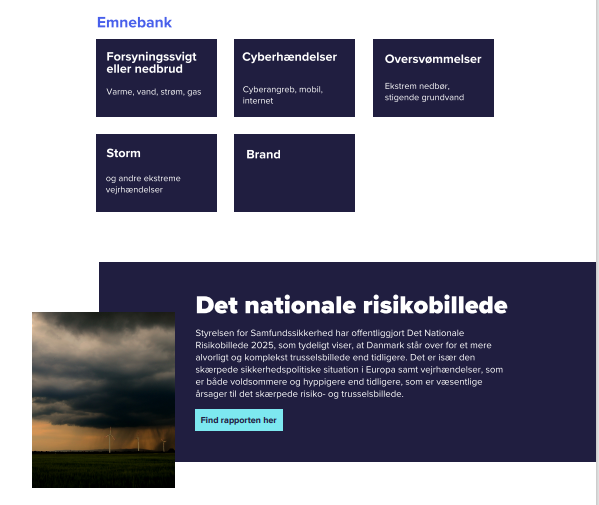 Emnebank
Forsyningssvigt
eller nedbrud
Varme, vand, strøm, gas
Cyberhændelser
Cyberangreb, mobil,
internet
Oversvømmelser
Ekstrem nedbør,
stigende grundvand
Storm
og andre ekstreme
vejrhændelser
Brand
Det nationale risikobillede
Styrelsen for Samfundssikkerhed har offentliggjort Det Nationale
Risikobillede 2025, som tydeligt viser, at Danmark står over for et mere
alvorligt og komplekst trusselsbillede end tidligere. Det er især den
skærpede sikkerhedspolitiske situation i Europa samt vejrhændelser, som
er både voldsommere og hyppigere end tidligere, som er væsentlige
årsager til det skærpede risiko- og trusselsbillede.
Find rapporten her